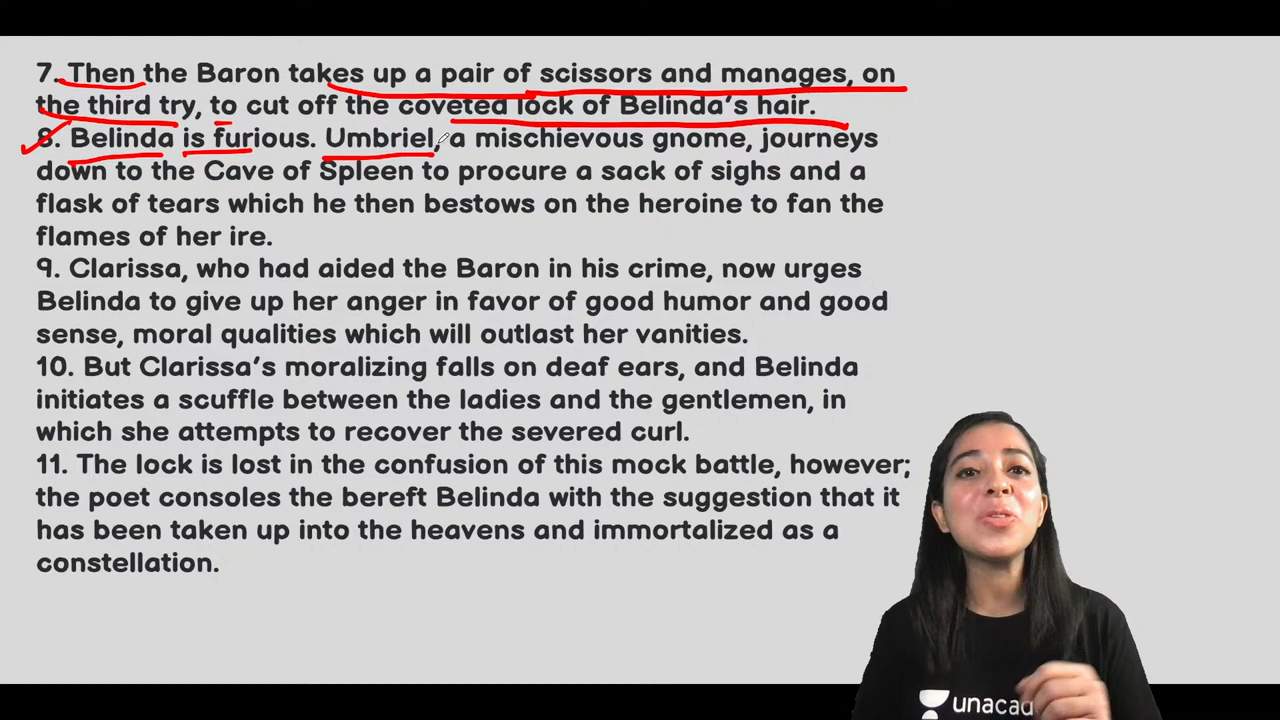 7. Then the Baron takes up a pair of scissors and manages, on
the third try, to cut off the coveted lock of Belinda's hair.
8. Belinda is furious. Umbriel, a mischievous gnome, journeys
down to the Cave of Spleen to procure a sack of sighs and a
flask of tears which he then bestows on the heroine to fan the
flames of her ire.
9. Clarissa, who had aided the Baron in his crime, now urges
Belinda to give up her anger in favor of good humor and good
sense, moral qualities which will outlast her vanities.
10. But Clarissa's moralizing falls on deaf ears, and Belinda
initiates a scuffle between the ladies and the gentlemen, in
which she attempts to recover the severed curl.
11. The lock is lost in the confusion of this mock battle, however;
the poet consoles the bereft Belinda with the suggestion that it
has been taken up into the heavens and immortalized as a
constellation.
unacad